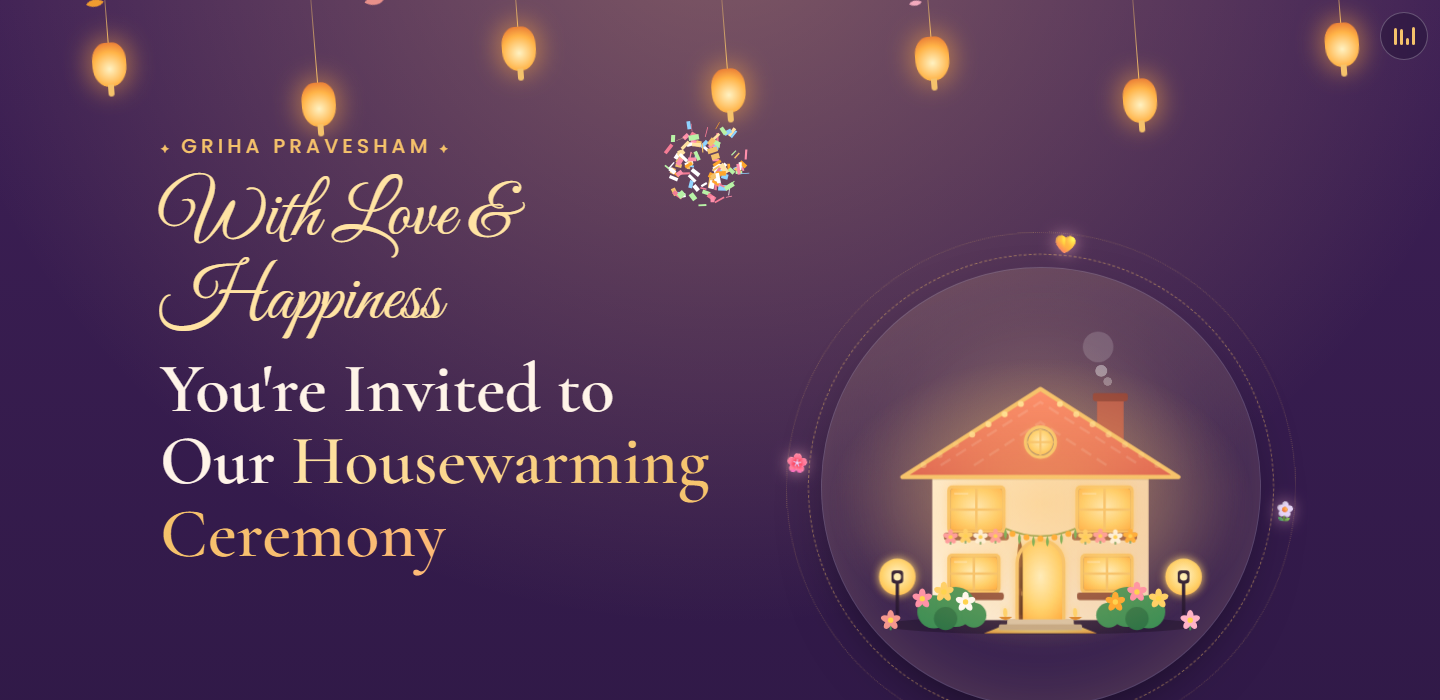 ✦ GRIHA PRAVESHAM ✦
With Love &
Happiness
You're Invited to
Our Housewarming
Ceremony